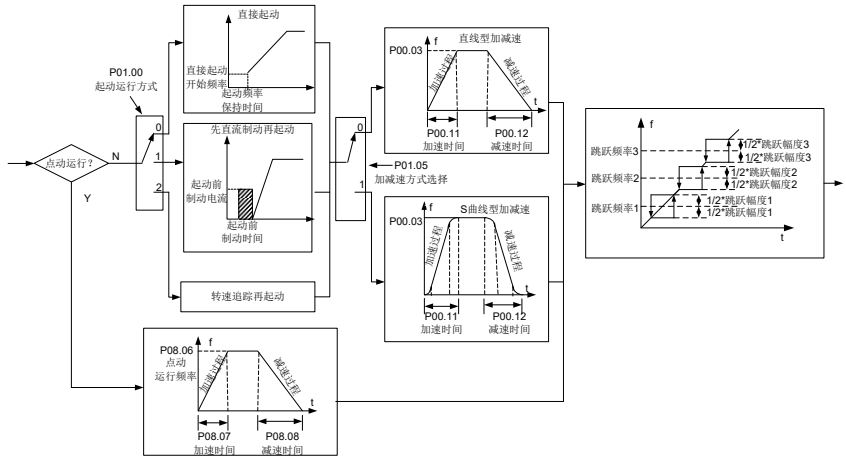 点动运行?
N
Y
P01.00
起动运行方式
0
1
2
直接起动
f
t
直接起动
开始频率
起动频率
保持时间
先直流制动再起动
f
t
起动前
制动电流
起动前
制动时间
转速追踪再起动
0
1
P01.05
加减速方式选择
直线型加减速
f
P00.03
加速过程
减速过程
t
P00.11
加速时间
P00.12
减速时间
S曲线型加减速
f
P00.03
加速过程
减速过程
t
P00.11
加速时间
P00.12
减速时间
f
P08.06
点动
运行频率
加速过程
减速过程
t
P08.07
加速时间
P08.08
减速时间
f
跳跃频率3
1/2*跳跃幅度3
1/2*跳跃幅度3
跳跃频率2
1/2*跳跃幅度2
1/2*跳跃幅度2
跳跃频率1
1/2*跳跃幅度1
1/2*跳跃幅度1
t